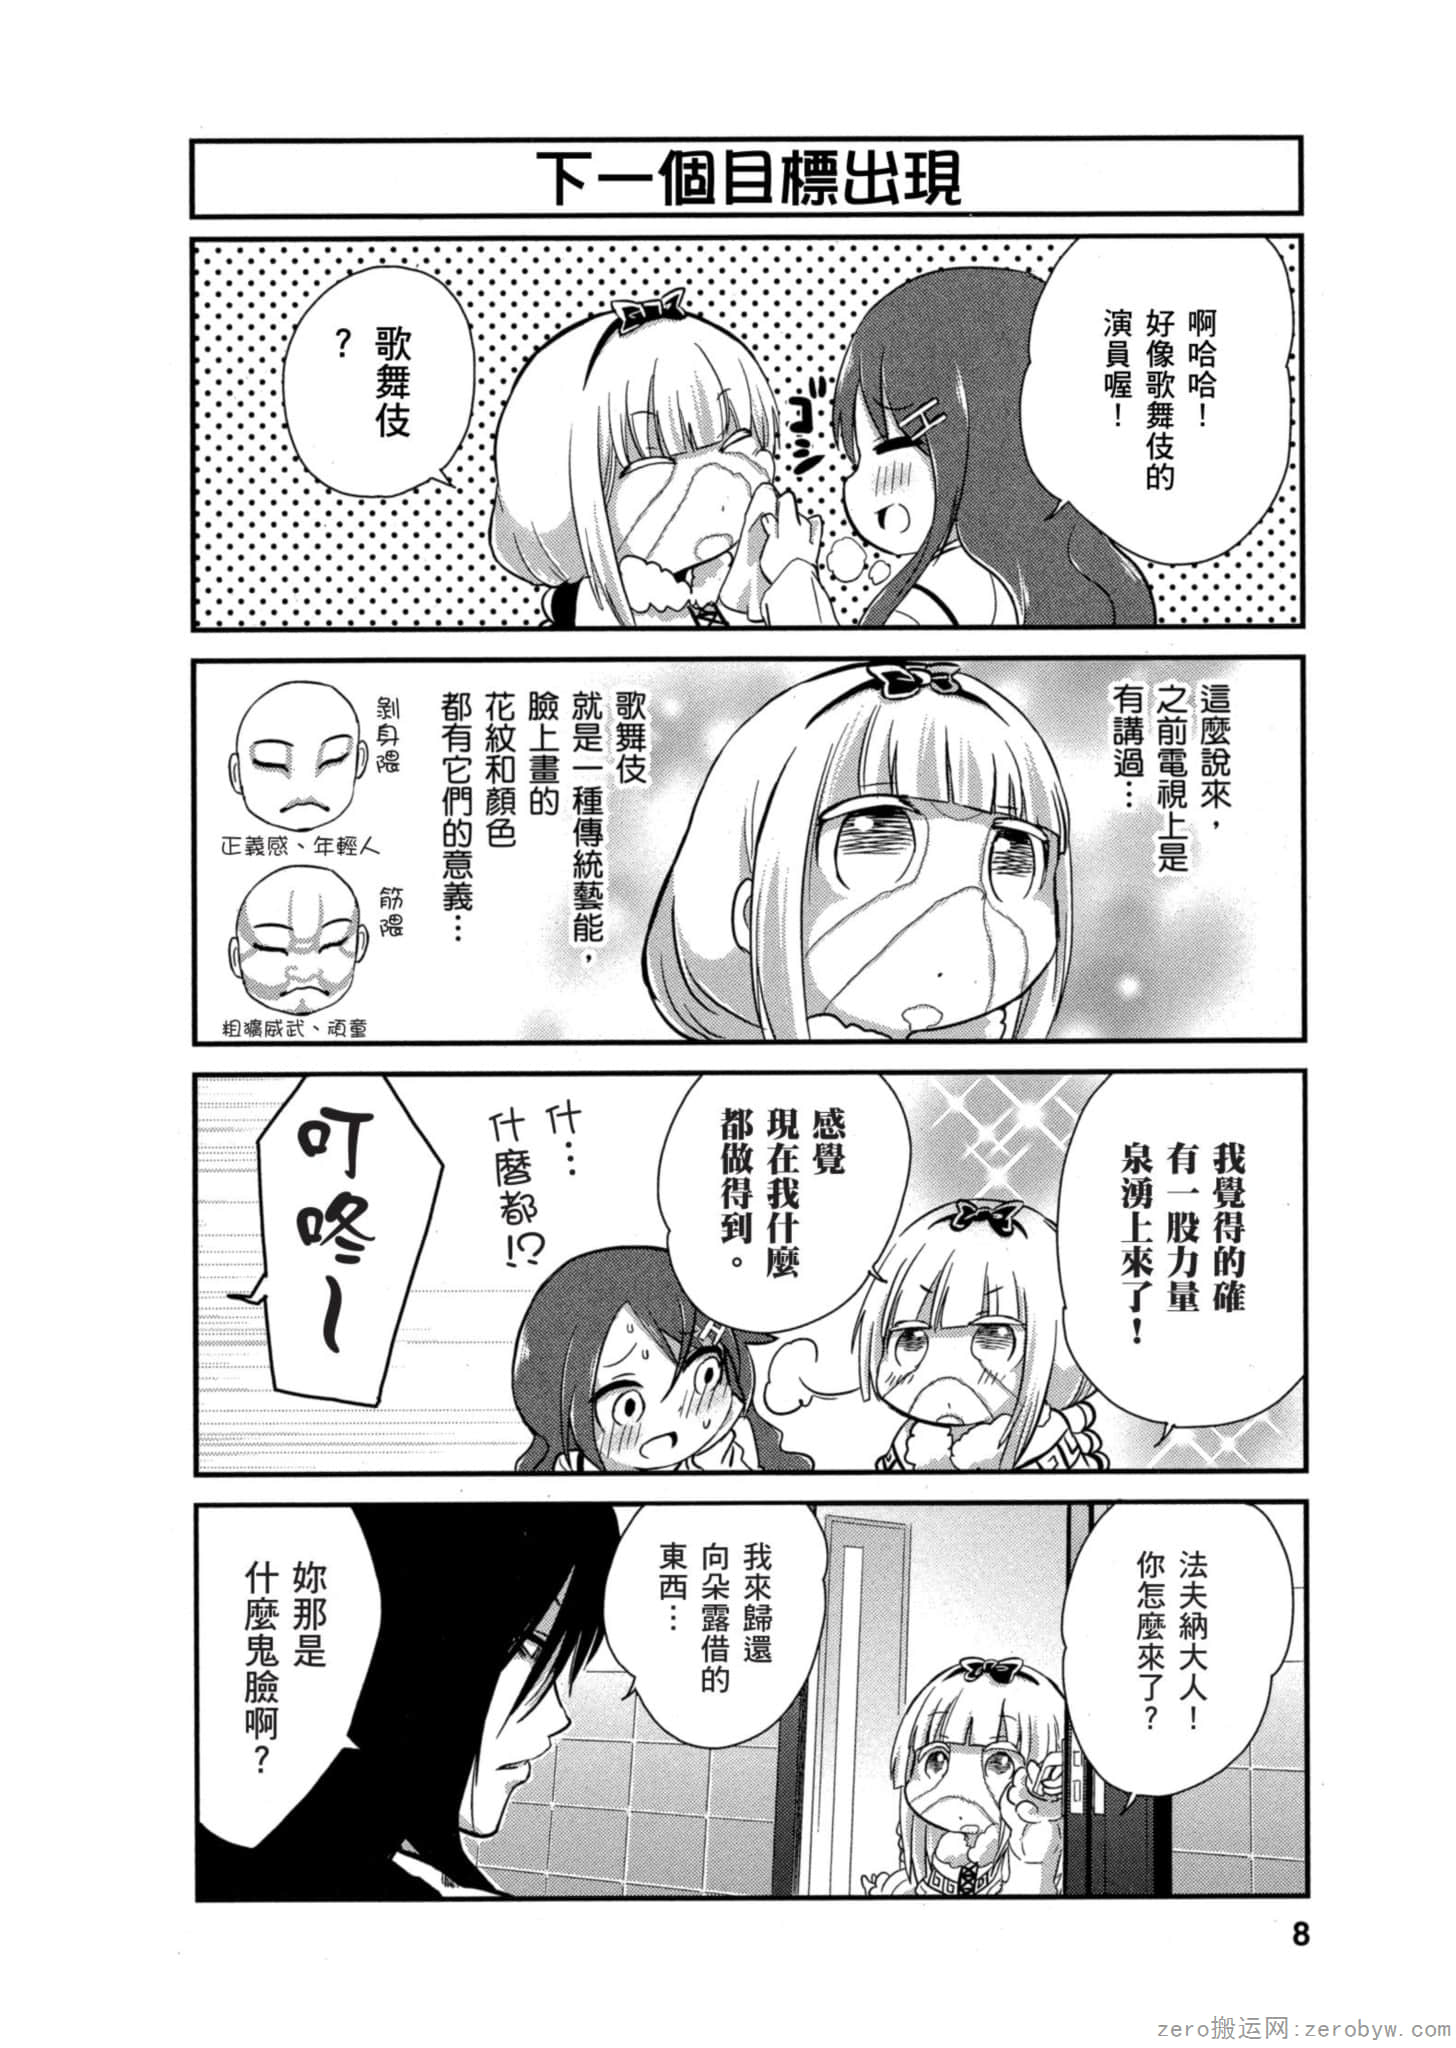 下一個目標出現
啊哈哈！
好像歌舞伎的
演員喔！
ゴシ
歌舞伎
？
這麼說來，
之前電視上是
有講過…
歌舞伎
就是一種傳統藝能，
臉上畫的
花紋和顏色
都有它們的意義…
剝身隈
正義感、年輕人
筋隈
粗獷威武、頑童
我覺得的確
有一股力量
泉湧上來了！
感覺
現在我什麼
都做得到。
什…
什麼都!?
叮咚～
法夫納大人！
你怎麼來了？
我來歸還
向朵露借的
東西…
妳那是
什麼鬼臉啊？
8
zero搬运网:zerobyw.com